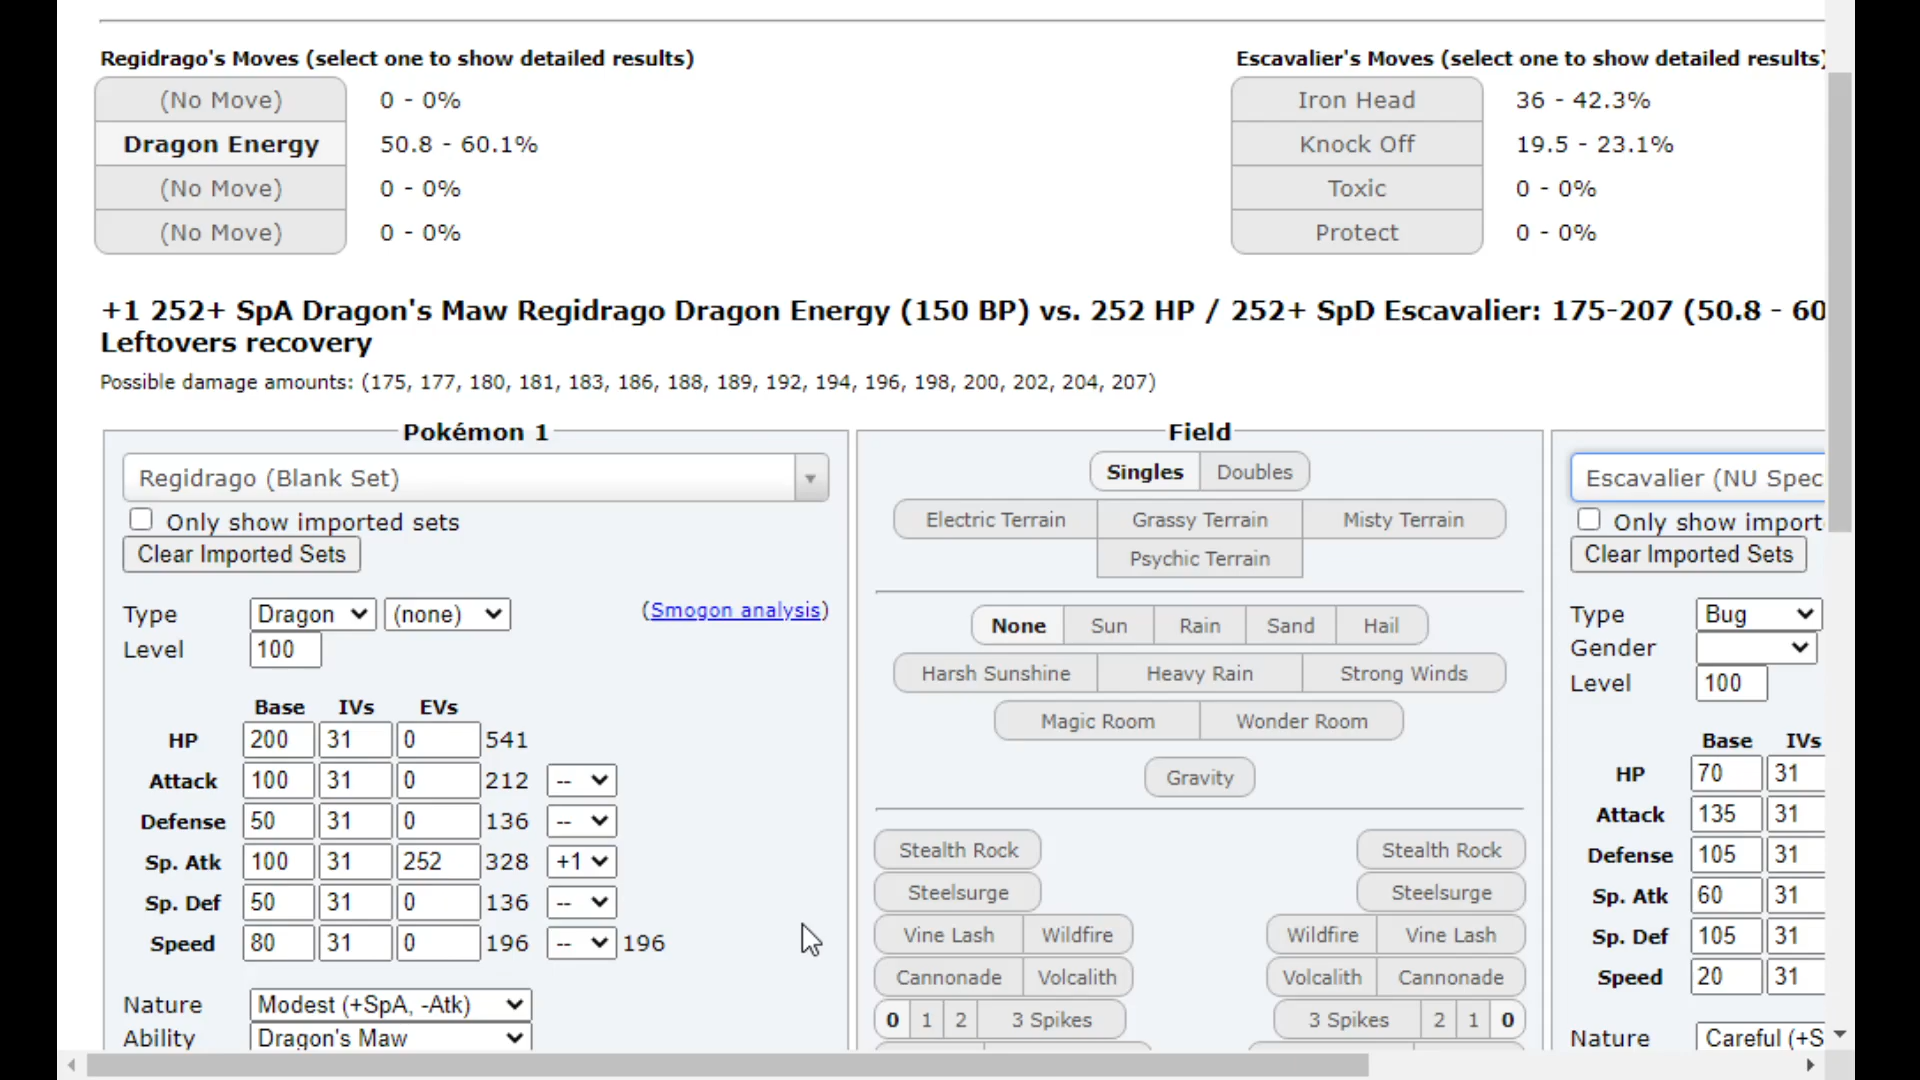 Regidrago's Moves (select one to show detailed results)
(No Move) 0 - 0%
Dragon Energy 50.8 - 60.1%
(No Move) 0 - 0%
(No Move) 0 - 0%
Escavalier's Moves (select one to show detailed results)
Iron Head 36 - 42.3%
Knock Off 19.5 - 23.1%
Toxic 0 - 0%
Protect 0 - 0%
+1 252+ SpA Dragon's Maw Regidrago Dragon Energy (150 BP) vs. 252 HP / 252+ SpD Escavalier: 175-207 (50.8 - 60
Leftovers recovery
Possible damage amounts: (175, 177, 180, 181, 183, 186, 188, 189, 192, 194, 196, 198, 200, 202, 204, 207)
Pokémon 1
Regidrago (Blank Set)
Only show imported sets
Clear Imported Sets
Type Dragon (none) (Smogon analysis)
Level 100
Base IVs EVs
HP 200 31 0 541
Attack 100 31 0 212 --
Defense 50 31 0 136 --
Sp. Atk 100 31 252 328 +1
Sp. Def 50 31 0 136 --
Speed 80 31 0 196 -- 196
Nature Modest (+SpA, -Atk)
Ability Dragon's Maw
Field
Singles Doubles
Electric Terrain Grassy Terrain Misty Terrain
Psychic Terrain
None Sun Rain Sand Hail
Harsh Sunshine Heavy Rain Strong Winds
Magic Room Wonder Room
Gravity
Stealth Rock Stealth Rock
Steelsurge Steelsurge
Vine Lash Wildfire Wildfire Vine Lash
Cannonade Volcalith Volcalith Cannonade
0 1 2 3 Spikes 3 Spikes 2 1 0
Escavalier (NU Spec
Only show import
Clear Imported Sets
Type Bug
Gender
Level 100
Base IVs
HP 70 31
Attack 135 31
Defense 105 31
Sp. Atk 60 31
Sp. Def 105 31
Speed 20 31
Nature Careful (+S